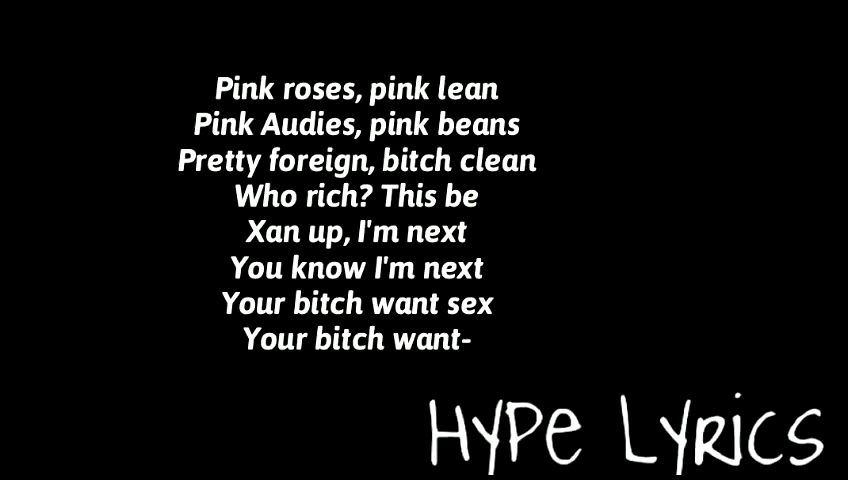 Pink roses, pink lean
Pink Audies, pink beans
Pretty foreign, bitch clean
Who rich? This be
Xan up, I'm next
You know I'm next
Your bitch want sex
Your bitch want-
Hype Lyrics